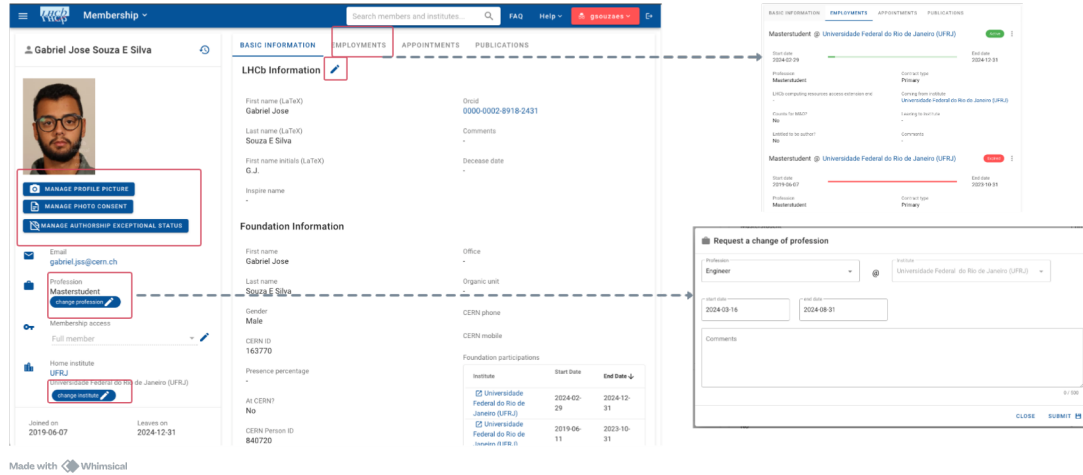 LHCb
THCp
Membership
Search members and institutes...
FAQ
Help
gsouzaes
Gabriel Jose Souza E Silva
MANAGE PROFILE PICTURE
MANAGE PHOTO CONSENT
MANAGE AUTHORSHIP EXCEPTIONAL STATUS
Email
gabriel.jss@cern.ch
Profession
Masterstudent
change profession
Membership access
Full member
Home institute
UFRJ
Universidade Federal do Rio de Janeiro (UFRJ)
change institute
Joined on
2019-06-07
Leaves on
2024-12-31
BASIC INFORMATION
EMPLOYMENTS
APPOINTMENTS
PUBLICATIONS
LHCb Information
First name (LaTeX)
Gabriel Jose
Orcid
0000-0002-8918-2431
Last name (LaTeX)
Souza E Silva
Comments
-
First name initials (LaTeX)
G.J.
Decease date
-
Inspire name
-
Foundation Information
First name
Gabriel Jose
Office
-
Last name
Souza E Silva
Organic unit
-
Gender
Male
CERN phone
CERN ID
163770
CERN mobile
Presence percentage
-
At CERN?
No
CERN Person ID
840720
Foundation participations
Institute
Start Date
End Date
Universidade
Federal do Rio de
Janeiro (UFRJ)
2024-02-
29
2024-12-
31
Universidade
Federal do Rio de
Janeiro (UFRJ)
2019-06-
11
2023-10-
31
BASIC INFORMATION
EMPLOYMENTS
APPOINTMENTS
PUBLICATIONS
Masterstudent @ Universidade Federal do Rio de Janeiro (UFRJ)
Start date
2024-02-29
End date
2024-12-31
Profession
Masterstudent
Contract type
Primary
LHCb computing resources access extension end
-
Coming from institute
Universidade Federal do Rio de Janeiro (UFRJ)
Counts for M&O?
No
-
Entitled to be author?
No
Comments
-
Masterstudent @ Universidade Federal do Rio de Janeiro (UFRJ)
Start date
2019-06-07
End date
2023-10-31
Profession
Masterstudent
Contract type
Primary
Request a change of profession
Profession
Engineer
@
Institute
Universidade Federal do Rio de Janeiro (UFRJ)
start date
2024-03-16
end date
2024-08-31
Comments
0 / 500
CLOSE
SUBMIT
Made with Whimsical